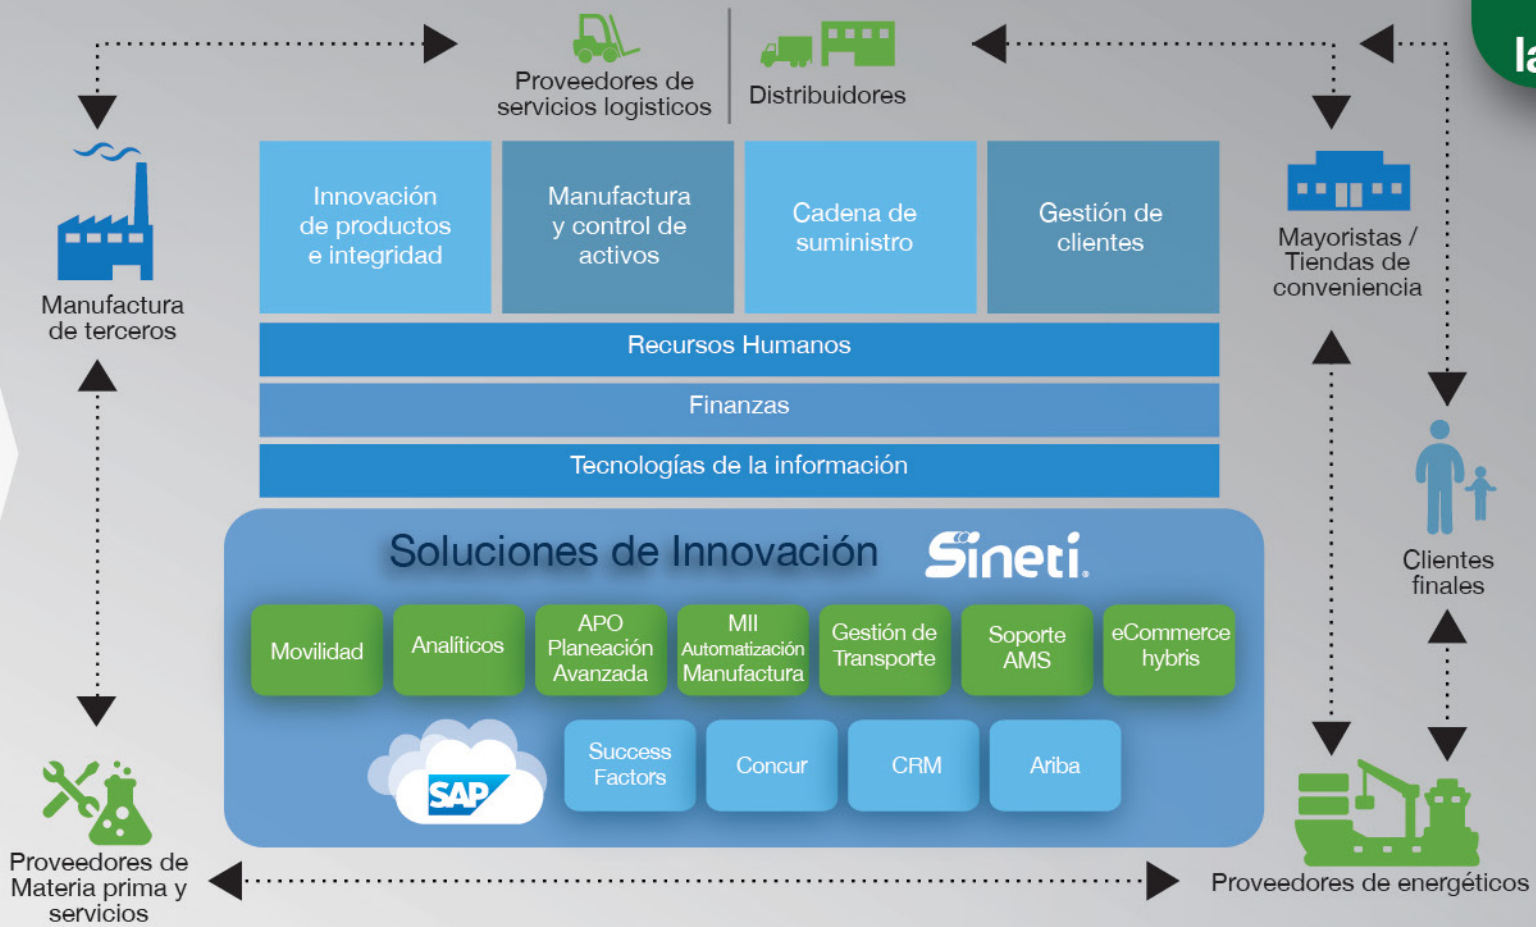 la
Proveedores de
servicios logisticos
Distribuidores
Innovación
de productos
e integridad
Manufactura
y control de
activos
Cadena de
suministro
Gestión de
clientes
Manufactura
de terceros
Mayoristas /
Tiendas de
conveniencia
Recursos Humanos
Finanzas
Tecnologías de la información
Clientes
finales
Soluciones de Innovación
Sineti®
Movilidad
Analíticos
APO
Planeación
Avanzada
MII
Automatización
Manufactura
Gestión de
Transporte
Soporte
AMS
eCommerce
hybris
SAP
Success
Factors
Concur
CRM
Ariba
Proveedores de
Materia prima y
servicios
Proveedores de energéticos